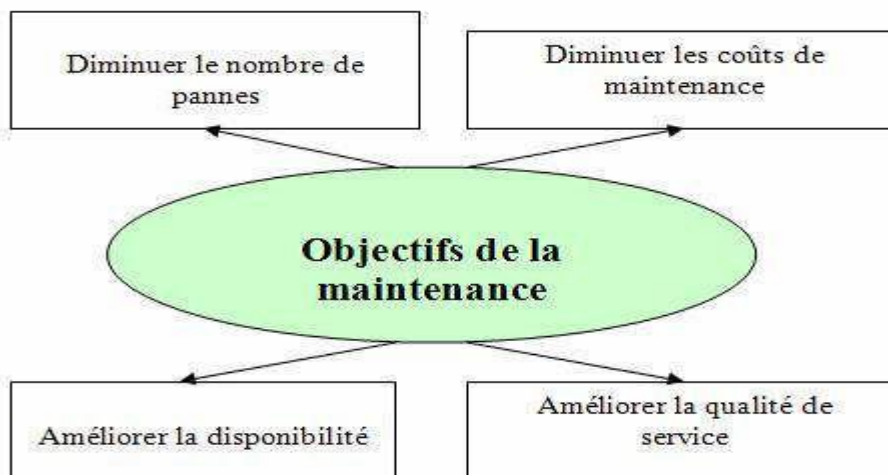 Diminuer le nombre de
pannes
Diminuer les coûts de
maintenance
Objectifs de la
maintenance
Améliorer la disponibilité
Améliorer la qualité de
service